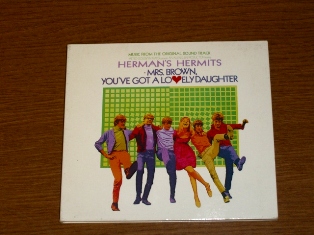 MUSIC FROM THE ORIGINAL SOUND TRACK
HERMAN'S HERMITS
MRS. BROWN,
YOU'VE GOT A LOVELY DAUGHTER